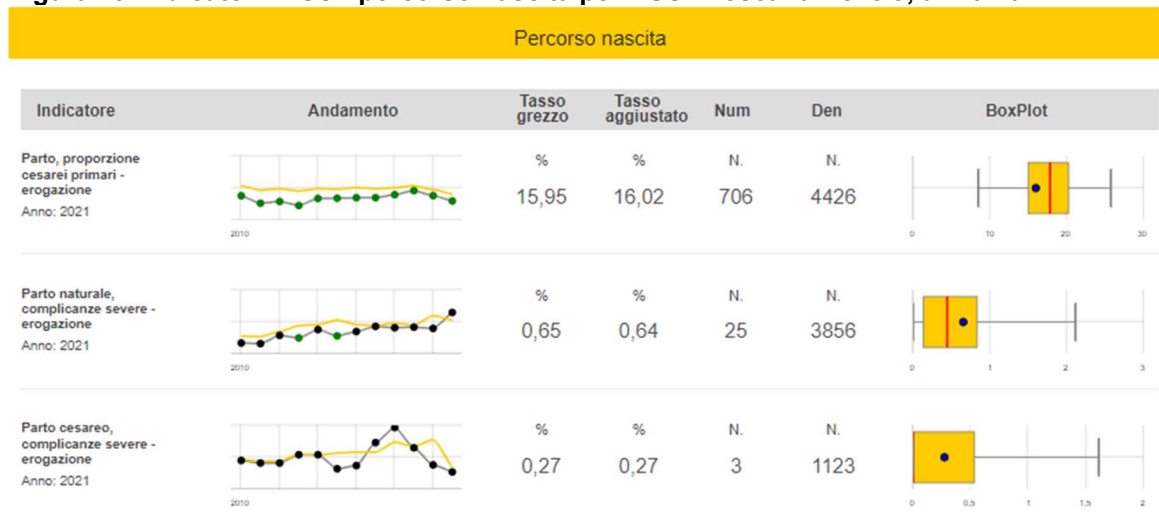 Percorso nascita
Indicatore Andamento Tasso grezzo Tasso aggiustato Num Den BoxPlot
Parto, proporzione
cesarei primari -
erogazione
Anno: 2021
2010
% % N. N.
15,95 16,02 706 4426
0 10 20 30
Parto naturale,
complicanze severe -
erogazione
Anno: 2021
2010
% % N. N.
0,65 0,64 25 3856
0 1 2 3
Parto cesareo,
complicanze severe -
erogazione
Anno: 2021
2010
% % N. N.
0,27 0,27 3 1123
0 0,5 1 1,5 2